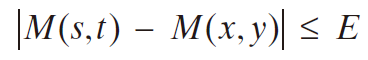 |M(s,t) − M(x,y)| ≤ E